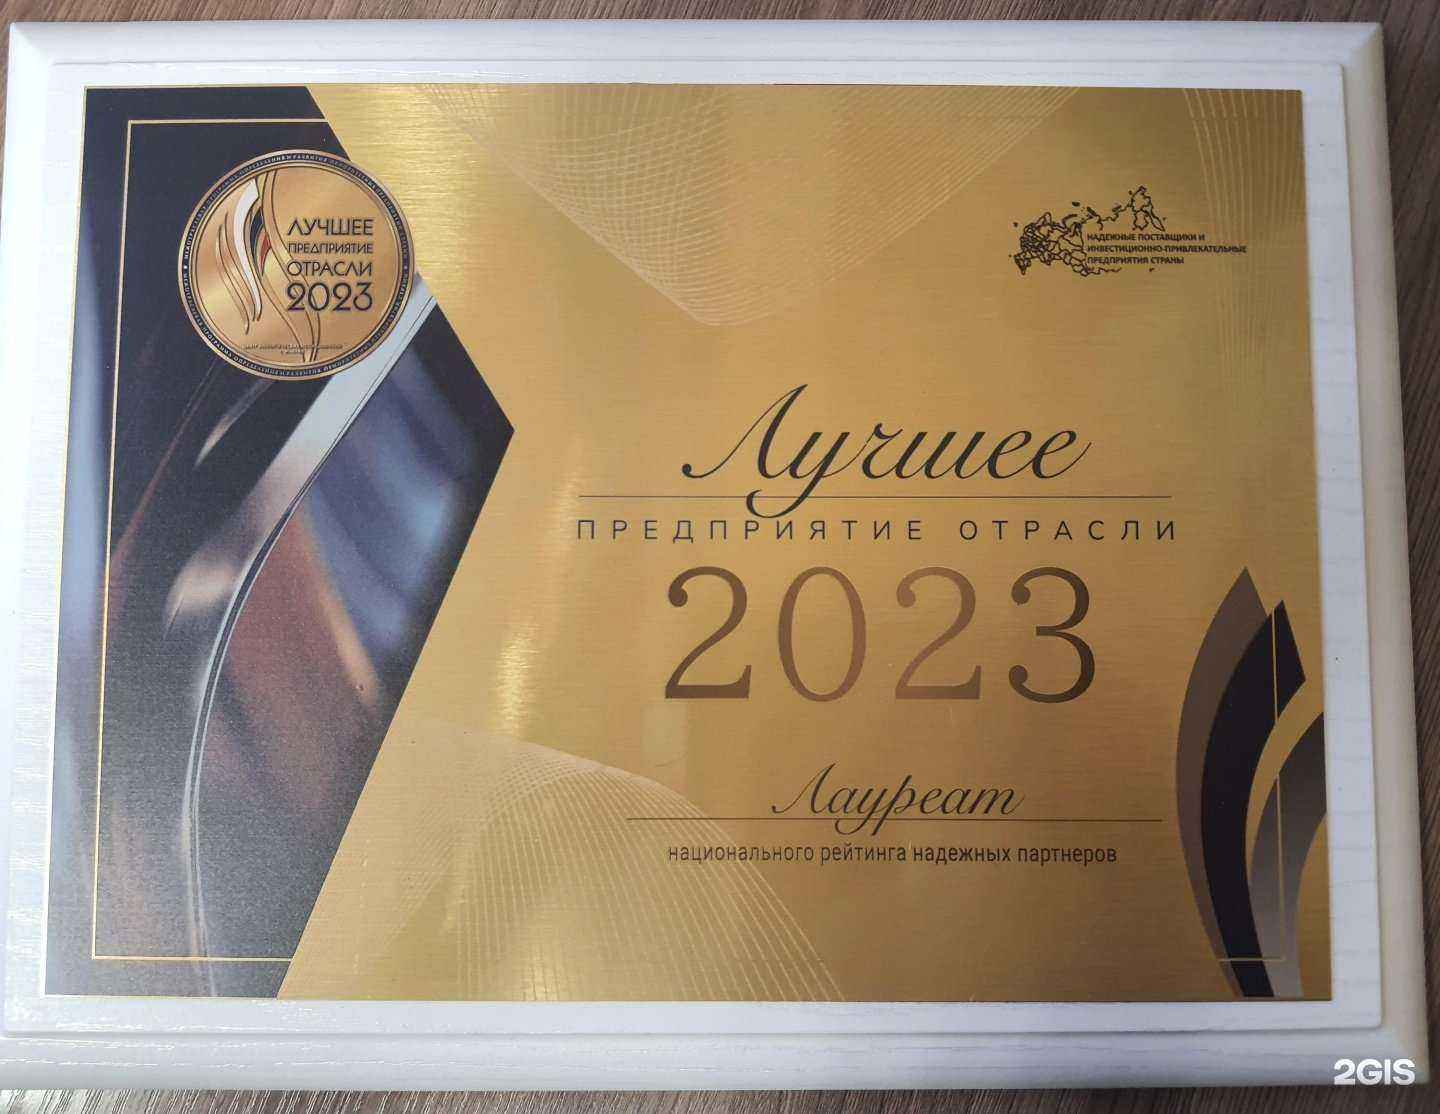 ЛУЧШЕЕ
ПРЕДПРИЯТИЕ
ОТРАСЛИ
2023
НАДЕЖНЫЕ ПОСТАВЩИКИ И
ИНВЕСТИЦИОННО-ПРИВЛЕКАТЕЛЬНЫЕ
ПРЕДПРИЯТИЯ СТРАНЫ
Лучшее
ПРЕДПРИЯТИЕ ОТРАСЛИ
2023
Лауреат
национального рейтинга надежных партнеров
2GIS